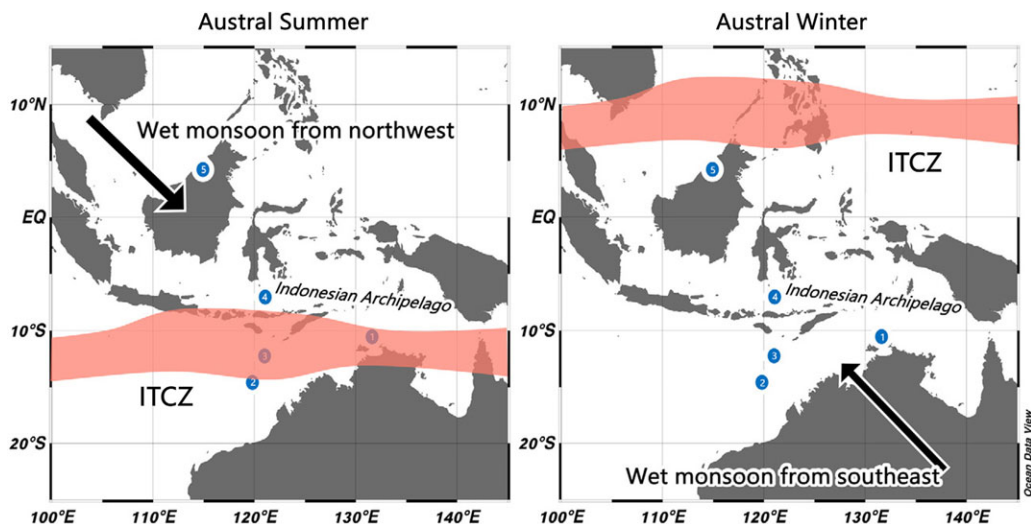 Austral Summer
Austral Winter
10°N
EQ
10°S
20°S
Wet monsoon from northwest
5
4
Indonesian Archipelago
1
3
2
ITCZ
100°E
110°E
120°E
130°E
140°E
10°N
EQ
10°S
20°S
ITCZ
5
4
Indonesian Archipelago
1
3
2
Wet monsoon from southeast
100°E
110°E
120°E
130°E
140°E
Ocean Data View